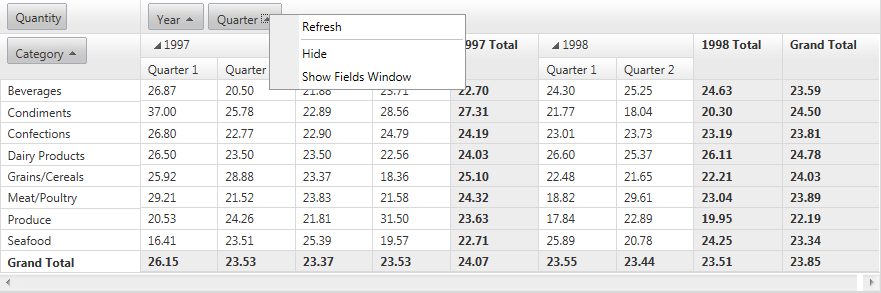 Quantity Year Quarter Refresh
Category 1997 Hide 1997 Total 1998 1998 Total Grand Total
Quarter 1 Quarter Show Fields Window Quarter 1 Quarter 2
Beverages 26.87 20.50 21.88 23.71 22.70 24.30 25.25 24.63 23.59
Condiments 37.00 25.78 22.89 28.56 27.31 21.77 18.04 20.30 24.50
Confections 26.80 22.77 22.90 24.79 24.19 23.01 23.73 23.19 23.81
Dairy Products 26.50 23.50 23.50 22.56 24.03 26.60 25.37 26.11 24.78
Grains/Cereals 25.92 28.88 23.37 18.36 25.10 22.48 21.65 22.21 24.03
Meat/Poultry 29.21 21.52 23.83 21.58 24.32 18.82 29.61 23.04 23.89
Produce 20.53 24.26 21.81 31.50 23.63 17.84 22.89 19.95 22.19
Seafood 16.41 23.51 25.39 19.57 22.71 25.89 20.78 24.25 23.34
Grand Total 26.15 23.53 23.37 23.53 24.07 23.55 23.44 23.51 23.85